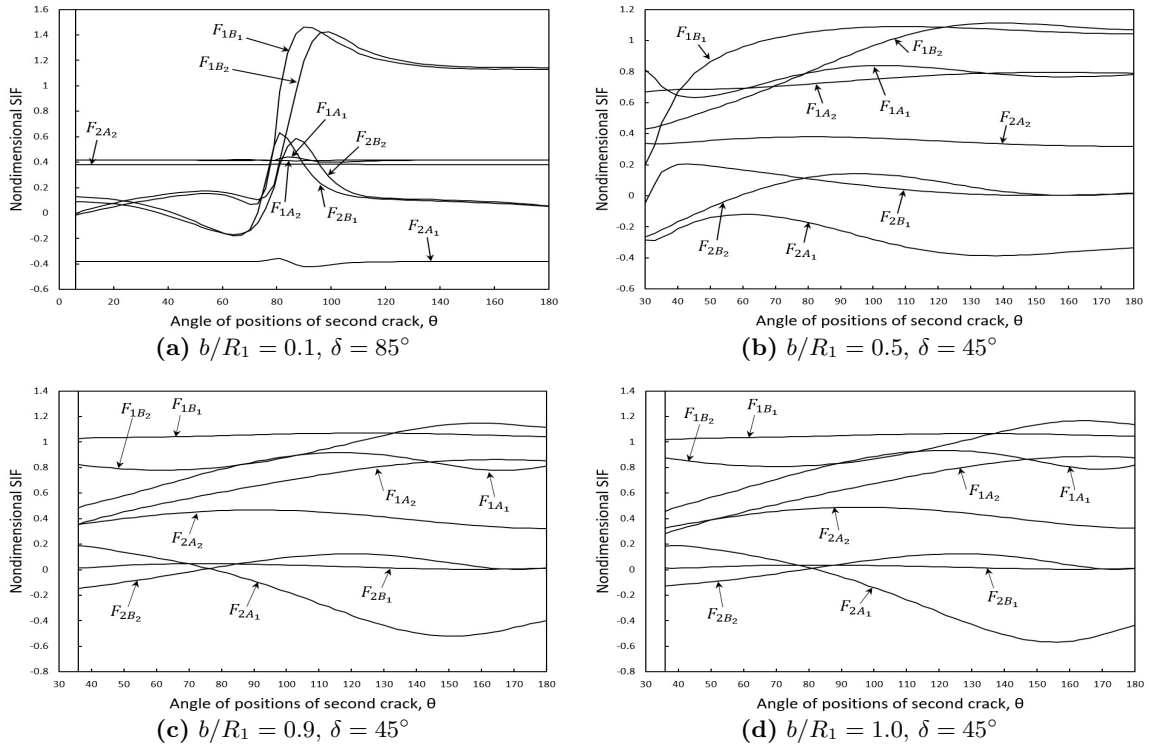 Nondimensional SIF
1.6
1.4
1.2
1
0.8
0.6
0.4
0.2
0
-0.2
-0.4
-0.6
F1B1
F1B2
F2A2
F1A1
F2B2
F1A2
F2B1
F2A1
0 20 40 60 80 100 120 140 160 180
Angle of positions of second crack, θ
(a) b/R1 = 0.1, δ = 85°
Nondimensional SIF
1.2
1
0.8
0.6
0.4
0.2
0
-0.2
-0.4
-0.6
F1B1
F1B2
F1A2
F1A1
F2A2
F2B1
F2B2
F2A1
30 40 50 60 70 80 90 100 110 120 130 140 150 160 170 180
Angle of positions of second crack, θ
(b) b/R1 = 0.5, δ = 45°
Nondimensional SIF
1.4
1.2
1
0.8
0.6
0.4
0.2
0
-0.2
-0.4
-0.6
-0.8
F1B2
F1B1
F1A2
F1A1
F2A2
F2B2
F2A1
F2B1
30 40 50 60 70 80 90 100 110 120 130 140 150 160 170 180
Angle of positions of second crack, θ
(c) b/R1 = 0.9, δ = 45°
Nondimensional SIF
1.4
1.2
1
0.8
0.6
0.4
0.2
0
-0.2
-0.4
-0.6
-0.8
F1B2
F1B1
F1A2
F1A1
F2A2
F2B2
F2A1
F2B1
30 40 50 60 70 80 90 100 110 120 130 140 150 160 170 180
Angle of positions of second crack, θ
(d) b/R1 = 1.0, δ = 45°